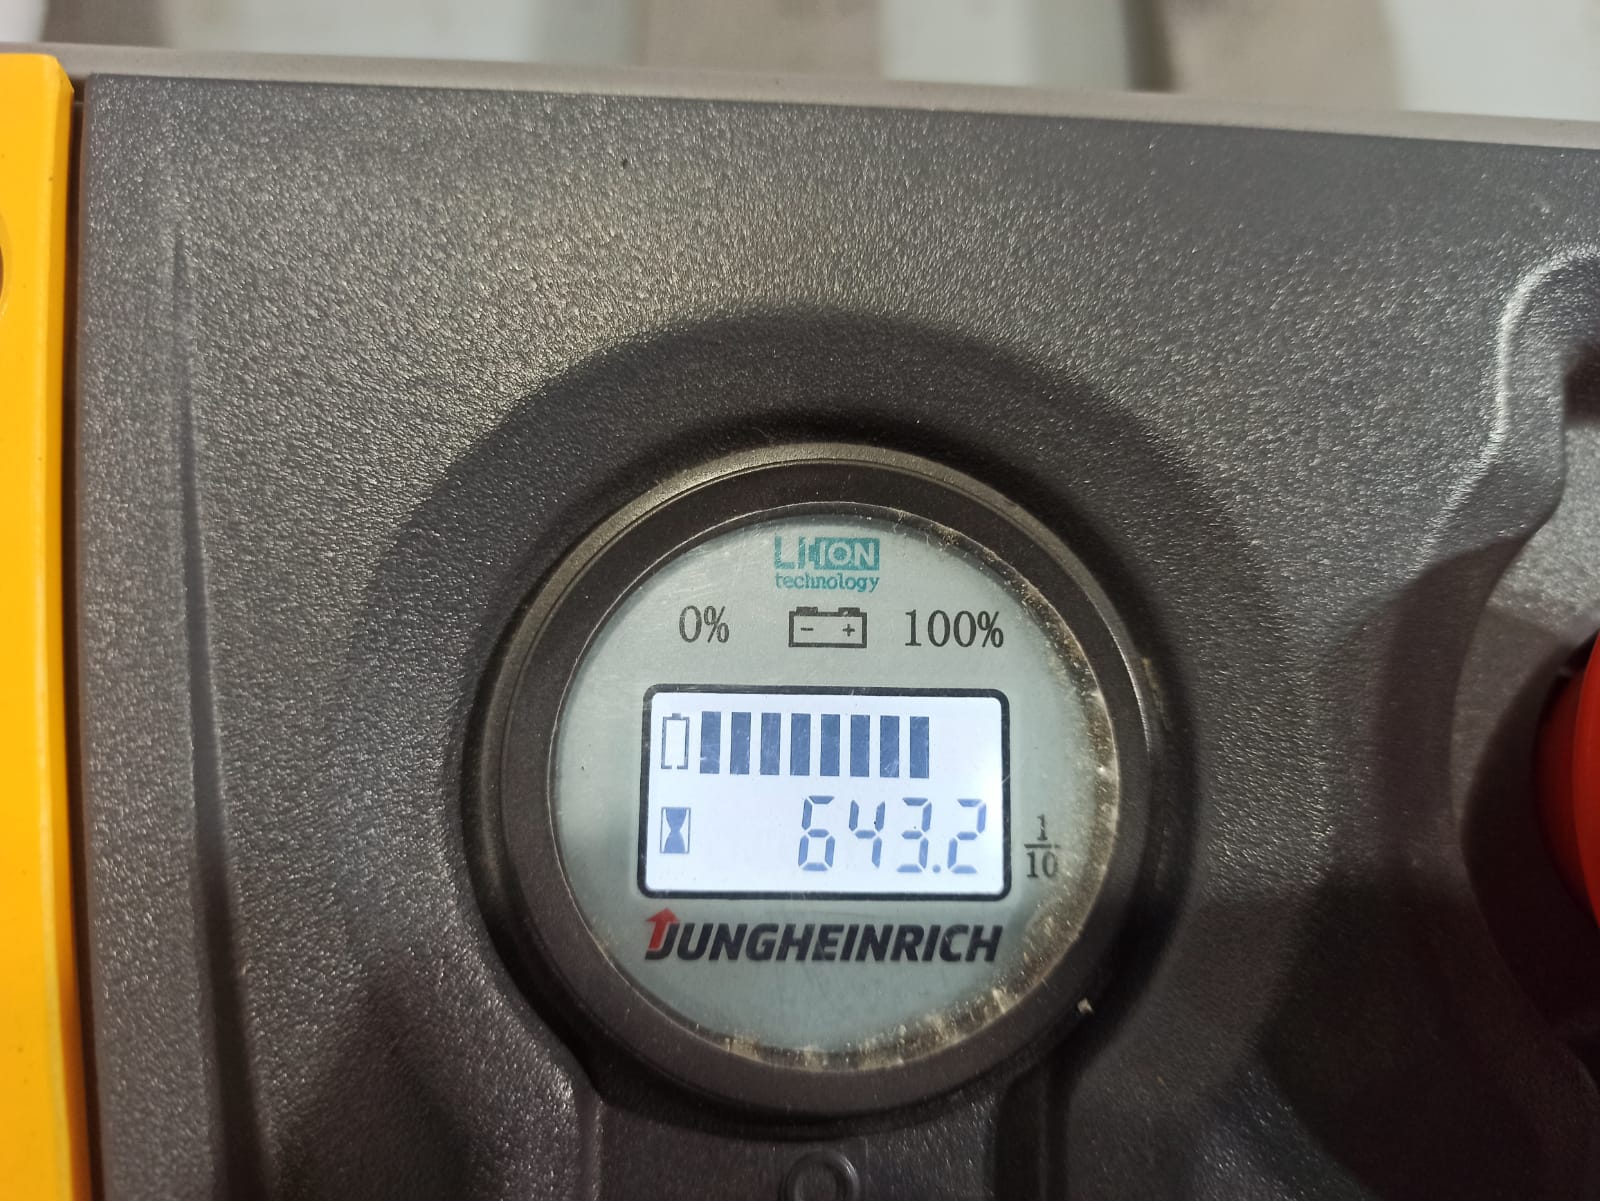 Li-ION
technology
0% - + 100%
643.2
1/10
JUNGHEINRICH